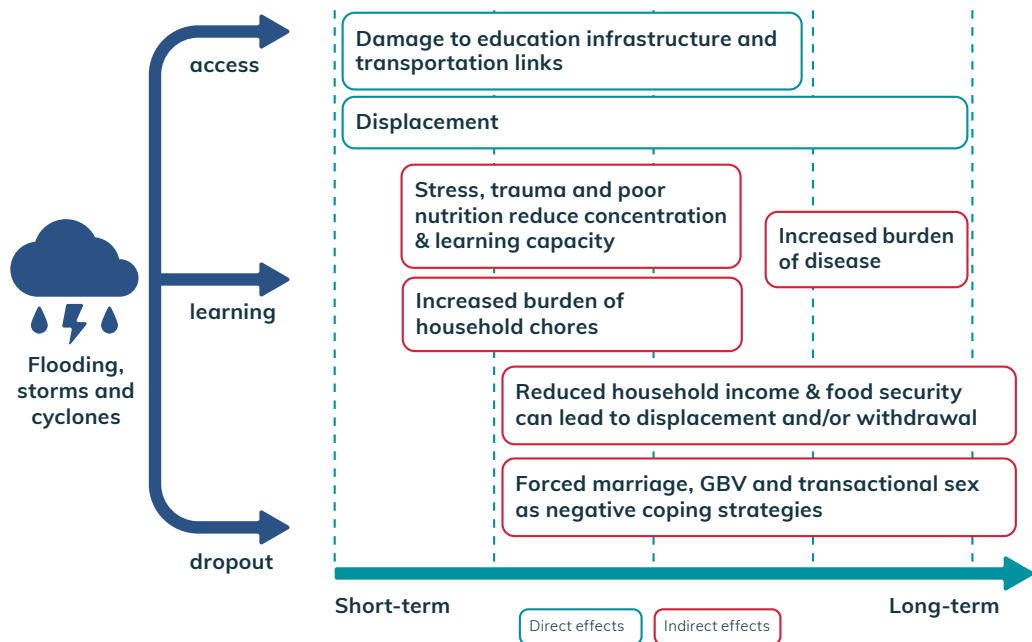 access
Damage to education infrastructure and
transportation links
Displacement
Stress, trauma and poor
nutrition reduce concentration
& learning capacity
Increased burden
of disease
learning
Increased burden of
household chores
Flooding,
storms and
cyclones
Reduced household income & food security
can lead to displacement and/or withdrawal
Forced marriage, GBV and transactional sex
as negative coping strategies
dropout
Short-term
Long-term
Direct effects
Indirect effects